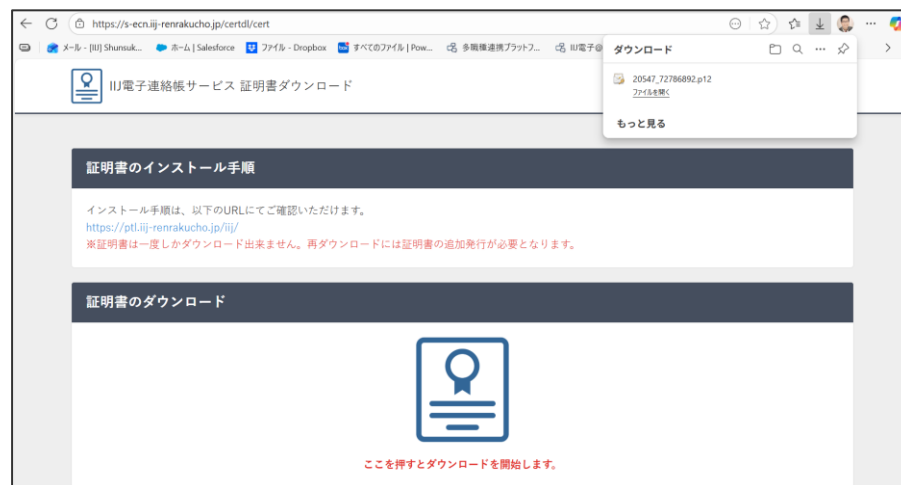 https://s-ecn.iij-renrakucho.jp/certdl/cert
メール - [IIJ] Shunsuk...
ホーム | Salesforce
ファイル - Dropbox
すべてのファイル | Pow...
多職種連携プラットフ...
IIJ電子@
ダウンロード
20547_72786892.p12
ファイルを開く
もっと見る
IIJ電子連絡帳サービス 証明書ダウンロード
証明書のインストール手順
インストール手順は、以下のURLにてご確認いただけます。
https://ptl.iij-renrakucho.jp/iij/
※証明書は一度しかダウンロード出来ません。再ダウンロードには証明書の追加発行が必要となります。
証明書のダウンロード
ここを押すとダウンロードを開始します。